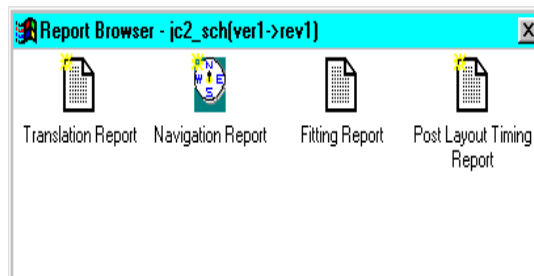 Report Browser - jc2_sch(ver1->rev1)
N
W E
S
Translation Report Navigation Report Fitting Report Post Layout Timing
Report